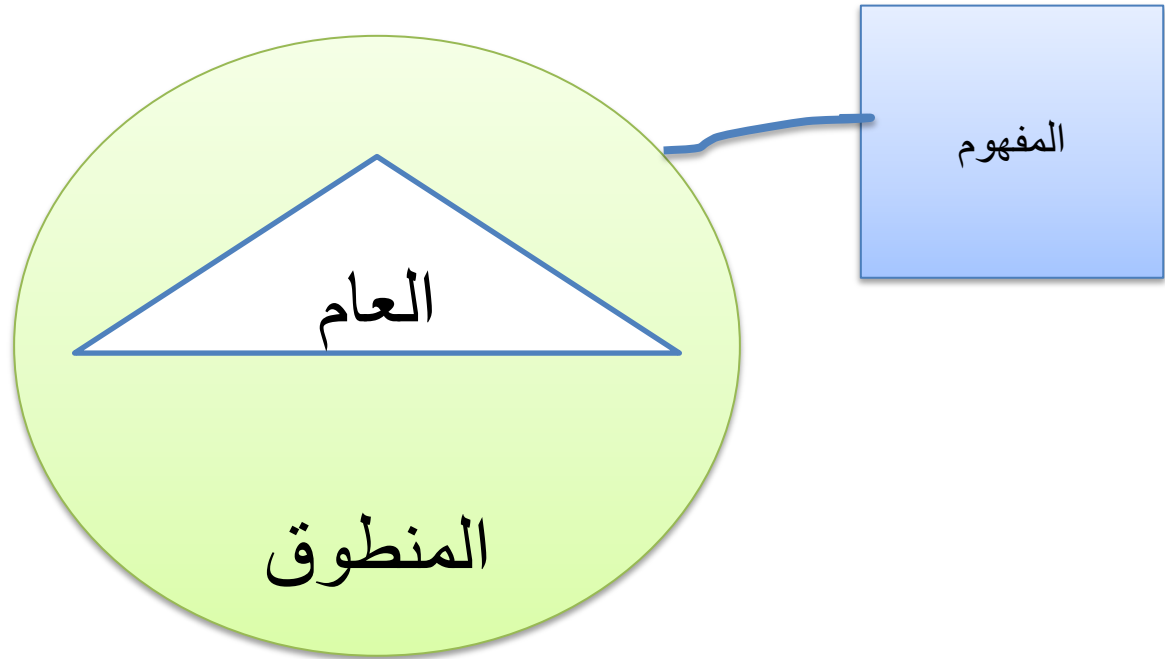 المفهوم
العام
المنطوق